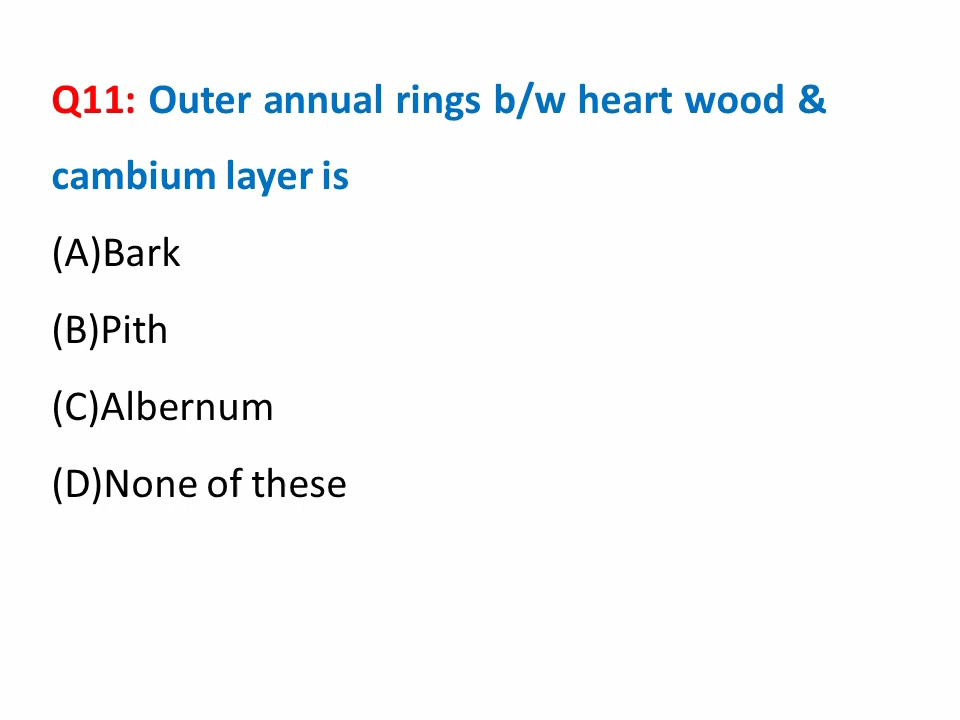 Q11: Outer annual rings b/w heart wood &
cambium layer is
(A)Bark
(B)Pith
(C)Albernum
(D)None of these